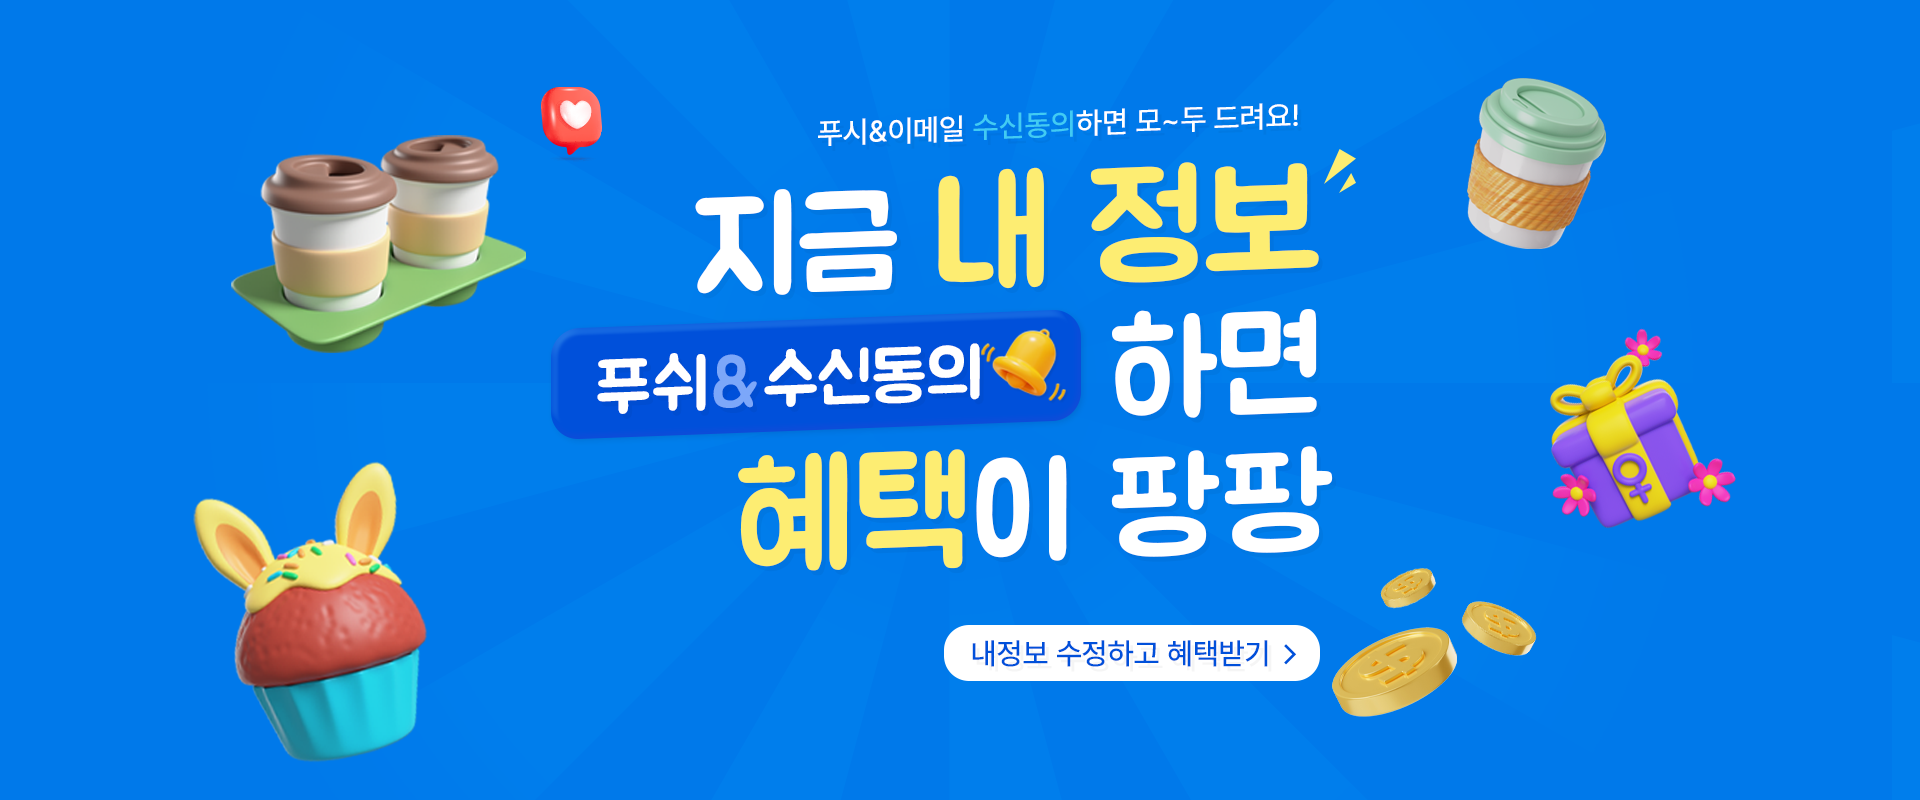 푸시&이메일 수신동의하면 모~두 드려요!
지금 내 정보
푸쉬& 수신동의 하면
혜택이 팡팡
내정보 수정하고 혜택받기 >